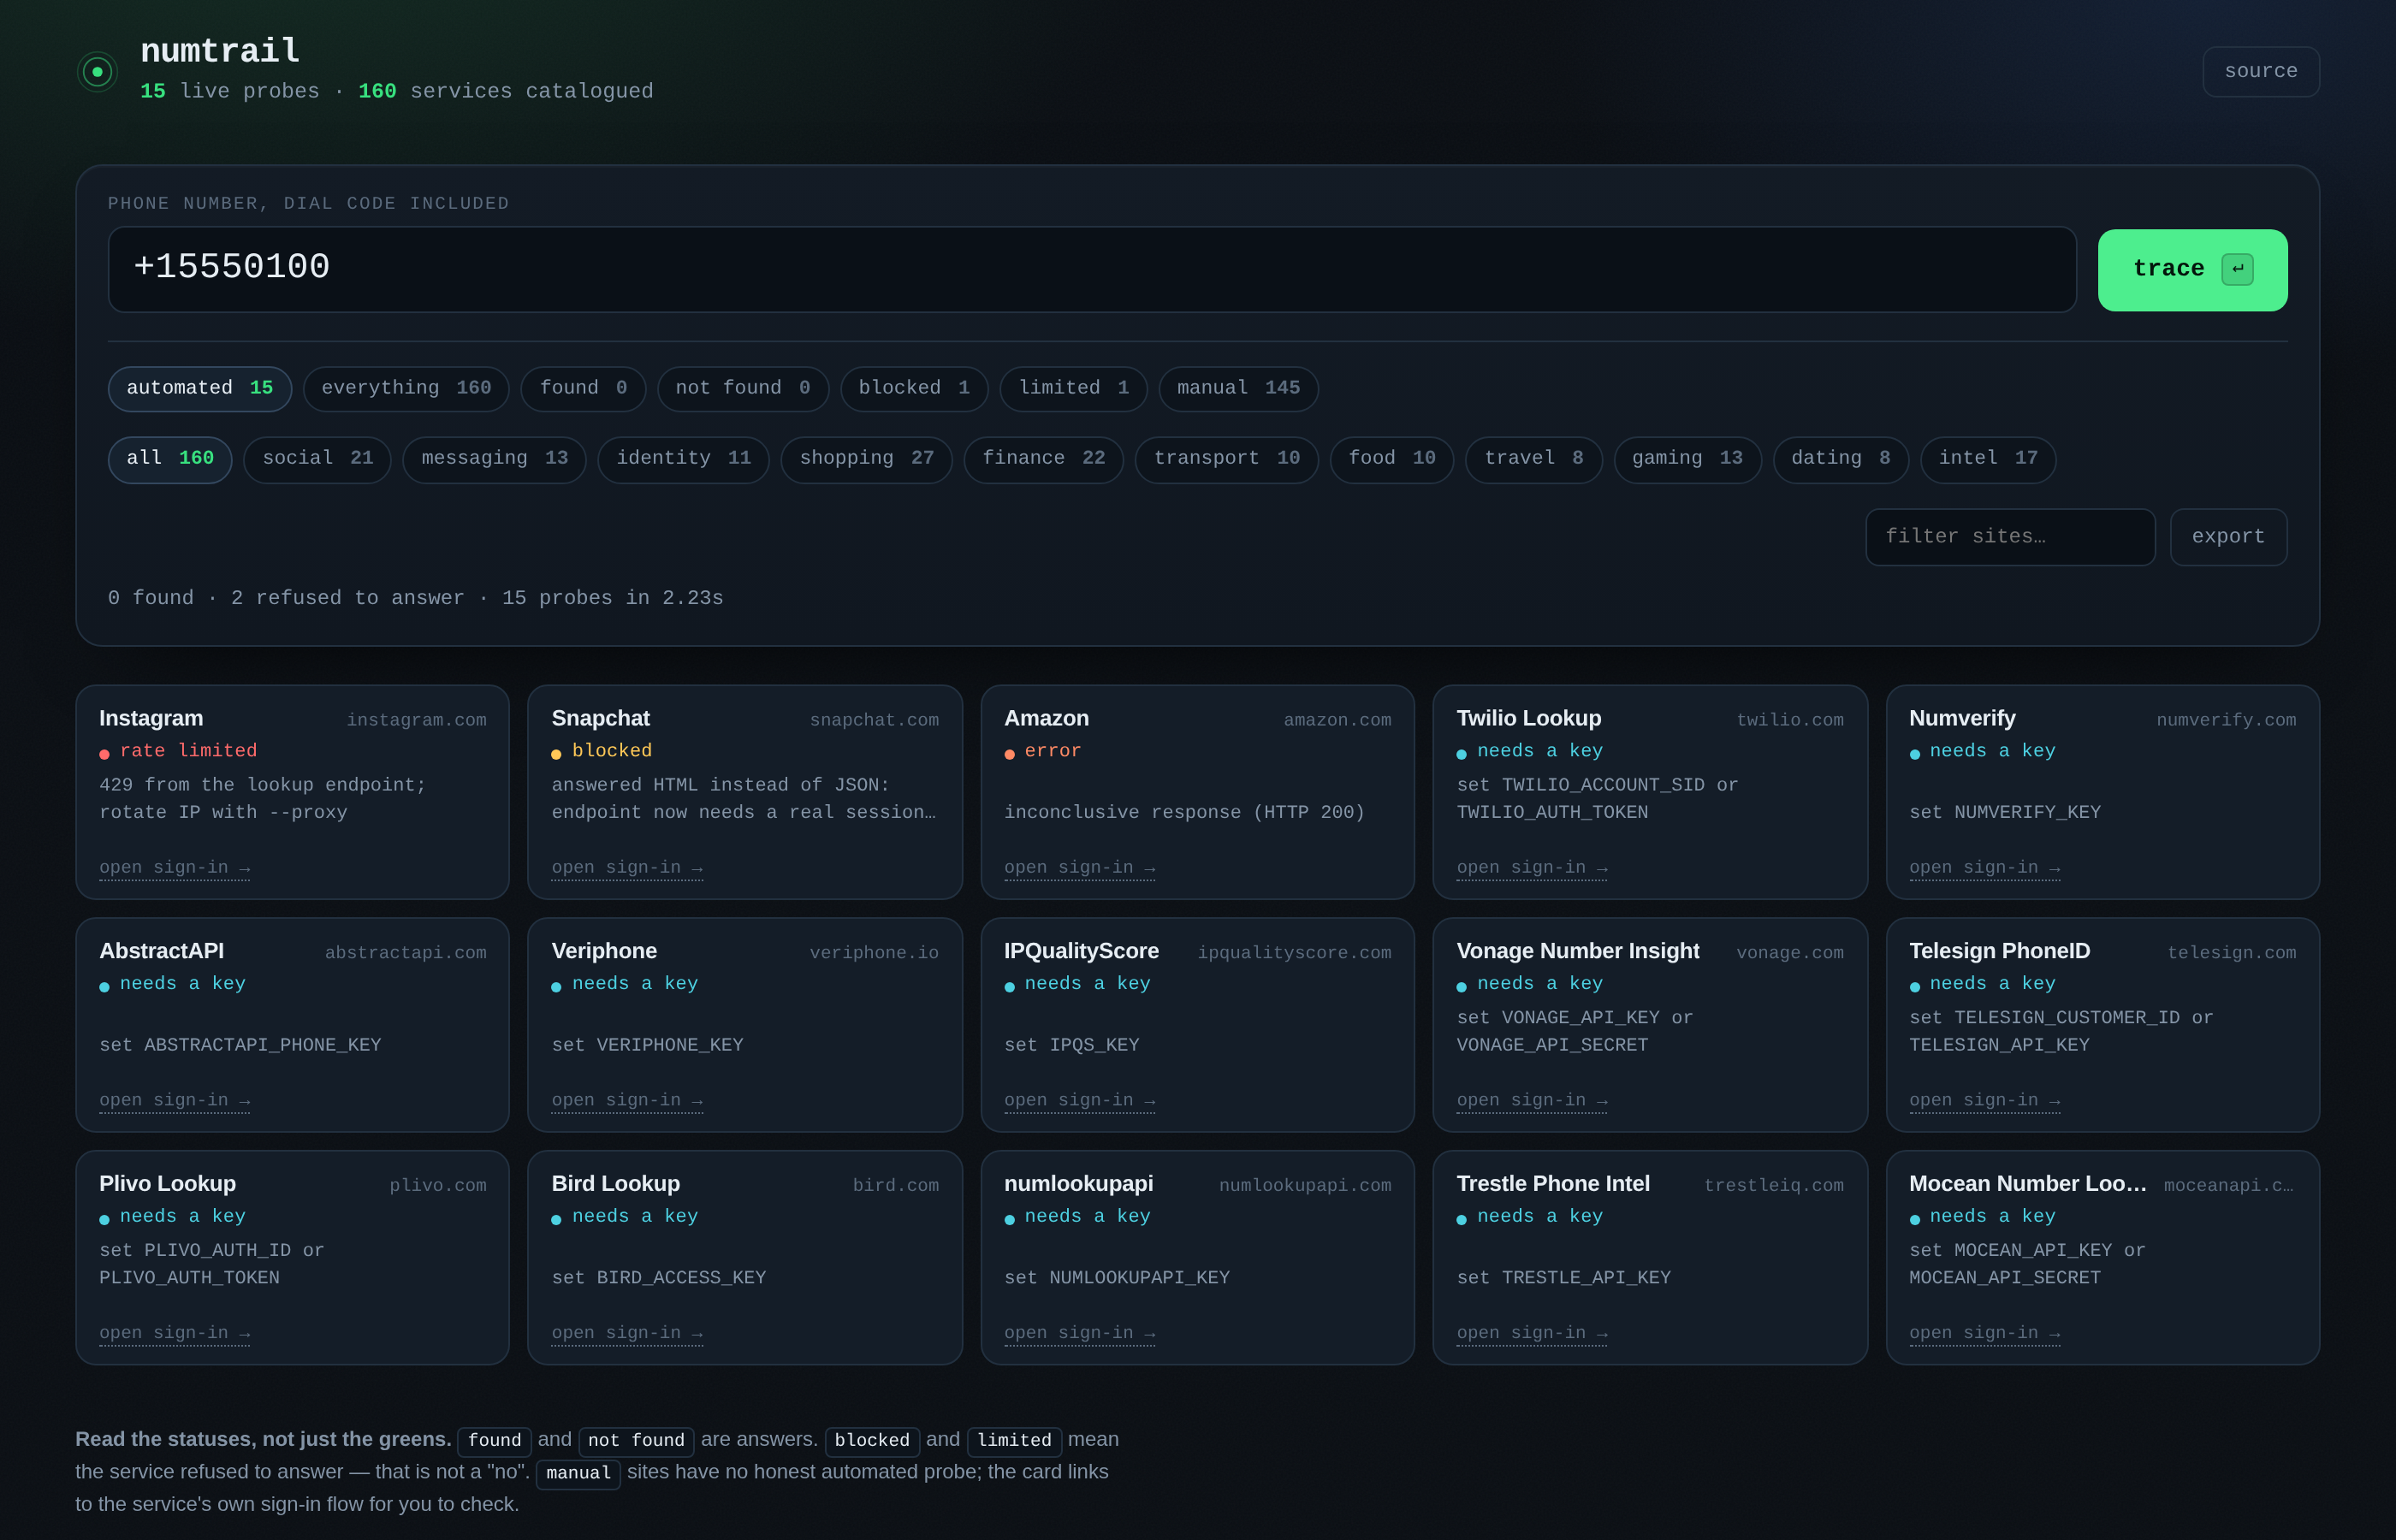 numtrail
15 live probes · 160 services catalogued
source
PHONE NUMBER, DIAL CODE INCLUDED
+15550100
trace ↵
automated 15 everything 160 found 0 not found 0 blocked 1 limited 1 manual 145
all 160 social 21 messaging 13 identity 11 shopping 27 finance 22 transport 10 food 10 travel 8 gaming 13 dating 8 intel 17
filter sites… export
0 found · 2 refused to answer · 15 probes in 2.23s
Instagram instagram.com
rate limited
429 from the lookup endpoint;
rotate IP with --proxy
open sign-in →
Snapchat snapchat.com
blocked
answered HTML instead of JSON:
endpoint now needs a real session…
open sign-in →
Amazon amazon.com
error
inconclusive response (HTTP 200)
open sign-in →
Twilio Lookup twilio.com
needs a key
set TWILIO_ACCOUNT_SID or
TWILIO_AUTH_TOKEN
open sign-in →
Numverify numverify.com
needs a key
set NUMVERIFY_KEY
open sign-in →
AbstractAPI abstractapi.com
needs a key
set ABSTRACTAPI_PHONE_KEY
open sign-in →
Veriphone veriphone.io
needs a key
set VERIPHONE_KEY
open sign-in →
IPQualityScore ipqualityscore.com
needs a key
set IPQS_KEY
open sign-in →
Vonage Number Insight vonage.com
needs a key
set VONAGE_API_KEY or
VONAGE_API_SECRET
open sign-in →
Telesign PhoneID telesign.com
needs a key
set TELESIGN_CUSTOMER_ID or
TELESIGN_API_KEY
open sign-in →
Plivo Lookup plivo.com
needs a key
set PLIVO_AUTH_ID or
PLIVO_AUTH_TOKEN
open sign-in →
Bird Lookup bird.com
needs a key
set BIRD_ACCESS_KEY
open sign-in →
numlookupapi numlookupapi.com
needs a key
set NUMLOOKUPAPI_KEY
open sign-in →
Trestle Phone Intel trestleiq.com
needs a key
set TRESTLE_API_KEY
open sign-in →
Mocean Number Loo… moceanapi.c…
needs a key
set MOCEAN_API_KEY or
MOCEAN_API_SECRET
open sign-in →
Read the statuses, not just the greens. found and not found are answers. blocked and limited mean
the service refused to answer — that is not a "no". manual sites have no honest automated probe; the card links
to the service's own sign-in flow for you to check.